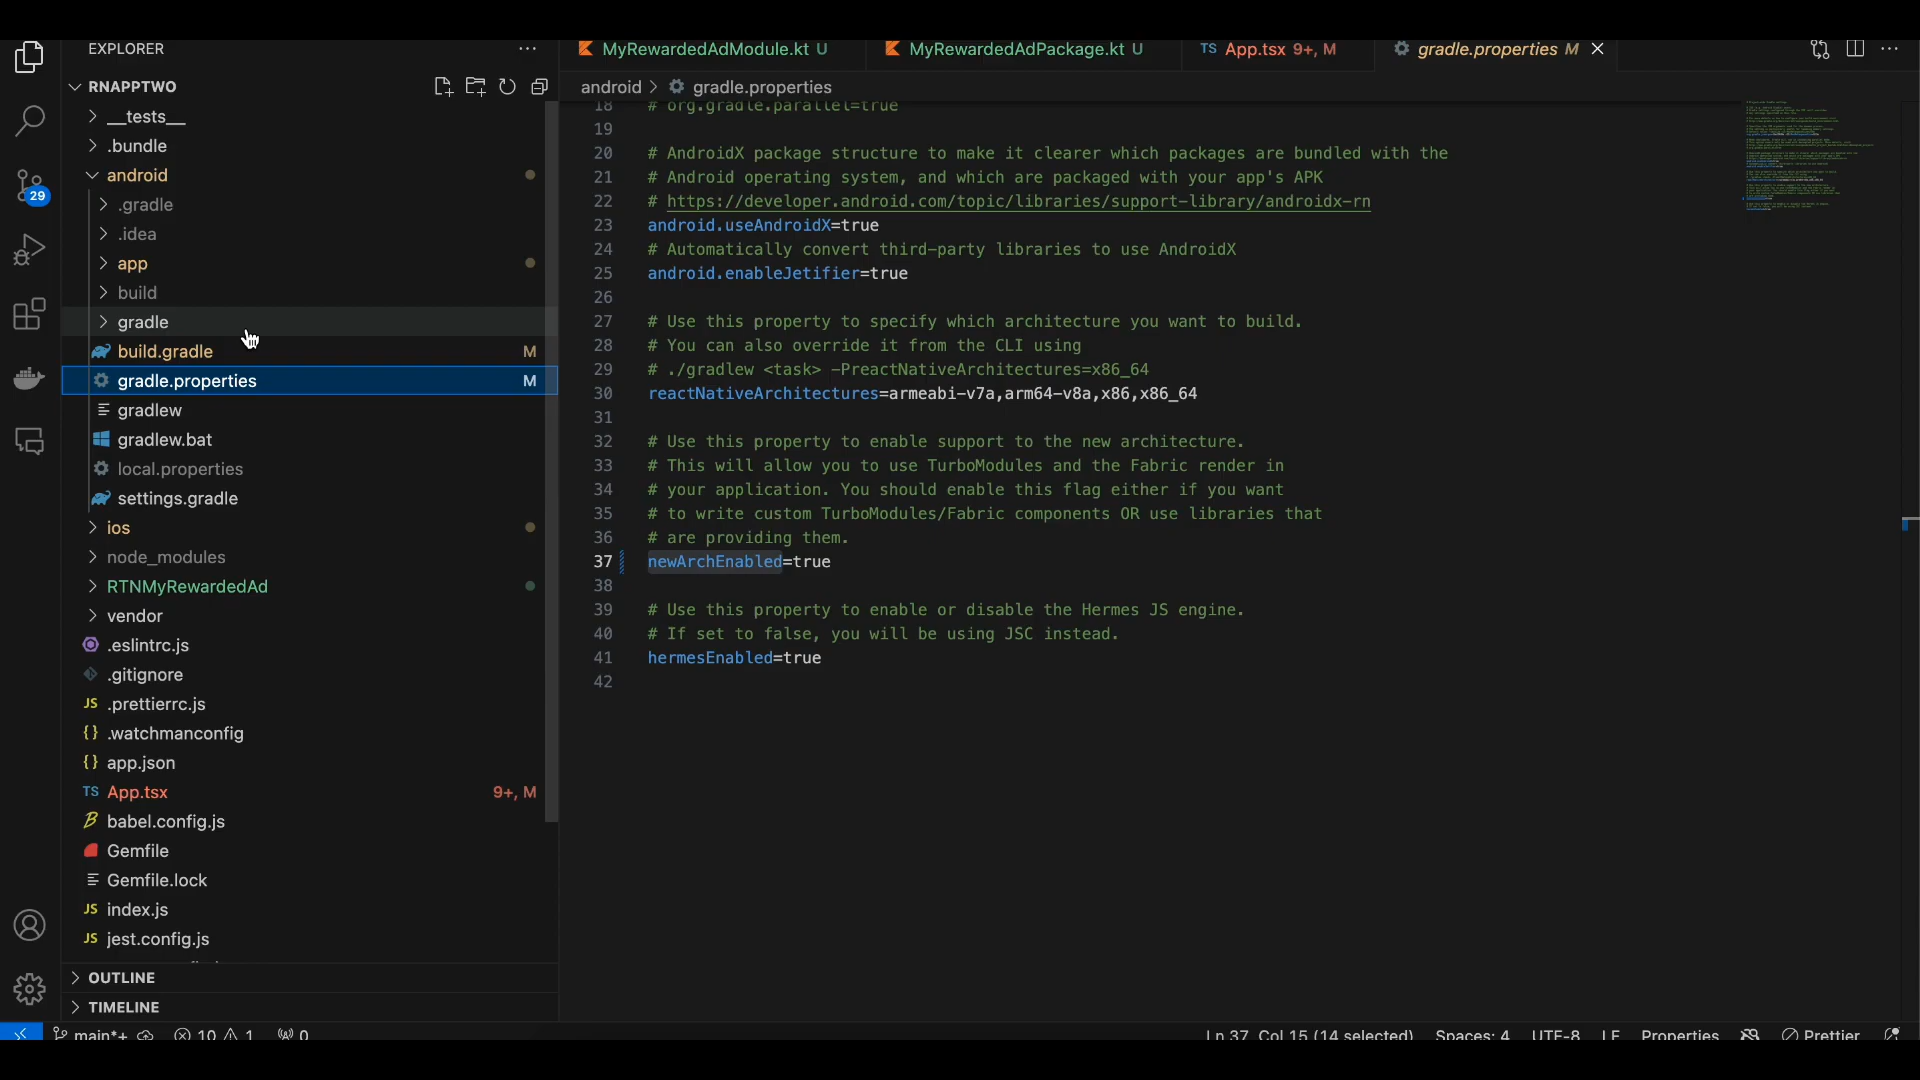 EXPLORER
RNAPPTWO
__tests__
.bundle
android
.gradle
.idea
app
build
gradle
build.gradle M
gradle.properties M
gradlew
gradlew.bat
local.properties
settings.gradle
ios
node_modules
RTNMyRewardedAd
vendor
.eslintrc.js
.gitignore
JS .prettierrc.js
{} .watchmanconfig
{} app.json
TS App.tsx 9+, M
babel.config.js
Gemfile
Gemfile.lock
JS index.js
JS jest.config.js
OUTLINE
TIMELINE
29
MyRewardedAdModule.kt U
MyRewardedAdPackage.kt U
TS App.tsx 9+, M
gradle.properties M
android > gradle.properties
18 # org.gradle.parallel=true
19
20 # AndroidX package structure to make it clearer which packages are bundled with the
21 # Android operating system, and which are packaged with your app's APK
22 # https://developer.android.com/topic/libraries/support-library/androidx-rn
23 android.useAndroidX=true
24 # Automatically convert third-party libraries to use AndroidX
25 android.enableJetifier=true
26
27 # Use this property to specify which architecture you want to build.
28 # You can also override it from the CLI using
29 # ./gradlew <task> -PreactNativeArchitectures=x86_64
30 reactNativeArchitectures=armeabi-v7a,arm64-v8a,x86,x86_64
31
32 # Use this property to enable support to the new architecture.
33 # This will allow you to use TurboModules and the Fabric render in
34 # your application. You should enable this flag either if you want
35 # to write custom TurboModules/Fabric components OR use libraries that
36 # are providing them.
37 newArchEnabled=true
38
39 # Use this property to enable or disable the Hermes JS engine.
40 # If set to false, you will be using JSC instead.
41 hermesEnabled=true
42
main*+ 10 1 0 Ln 37, Col 15 (14 selected) Spaces: 4 UTF-8 LF Properties Prettier